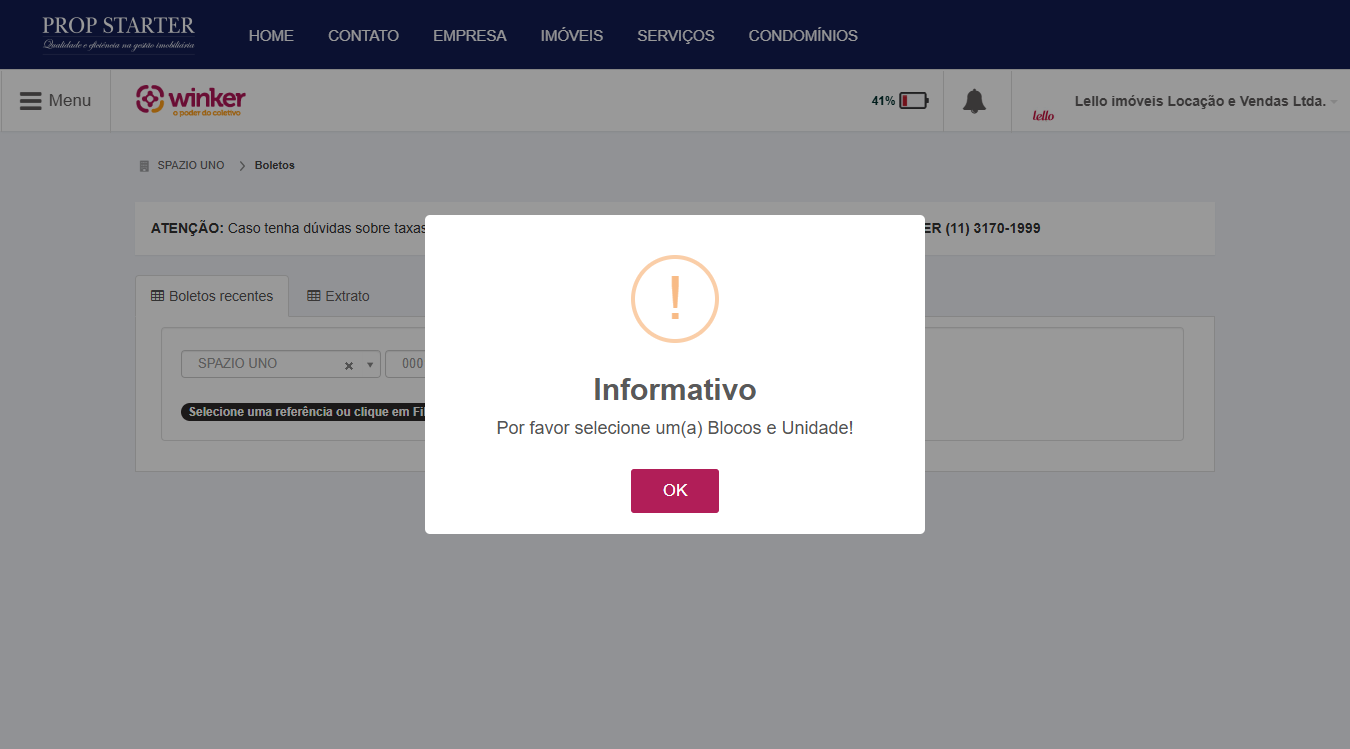 PROP STARTER
Qualidade e eficiência na gestão imobiliária
HOME CONTATO EMPRESA IMÓVEIS SERVIÇOS CONDOMÍNIOS
Menu
winker
o poder do coletivo
41%
lello
Lello imóveis Locação e Vendas Ltda.
SPAZIO UNO Boletos
ATENÇÃO: Caso tenha dúvidas sobre taxas
ER (11) 3170-1999
Boletos recentes Extrato
SPAZIO UNO × 000
Selecione uma referência ou clique em Fi
!
Informativo
Por favor selecione um(a) Blocos e Unidade!
OK